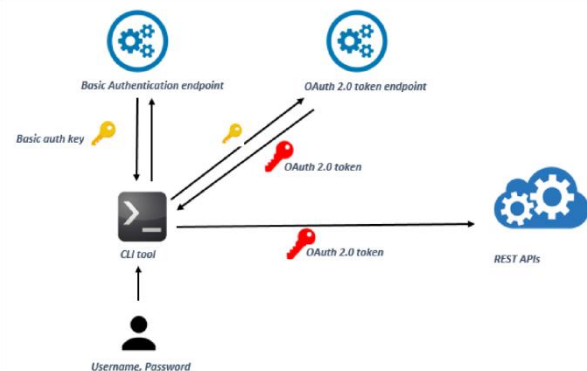 Basic Authentication endpoint
OAuth 2.0 token endpoint
Basic auth key
OAuth 2.0 token
CLI tool
OAuth 2.0 token
REST APIs
Username, Password